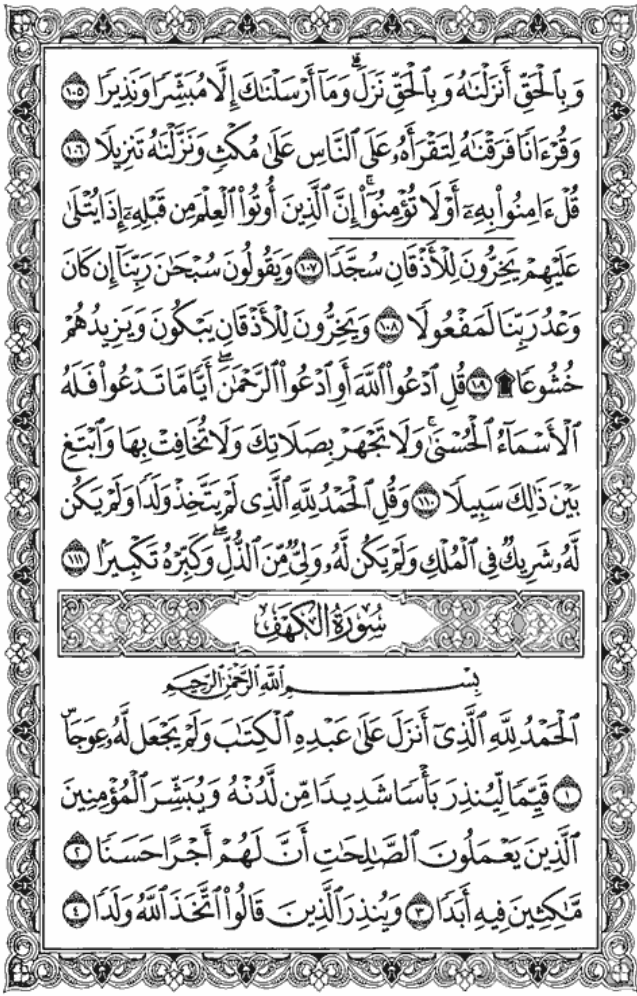 وَبِالْحَقِّ أَنزَلْنَاهُ وَبِالْحَقِّ نَزَلَ ۗ وَمَا أَرْسَلْنَاكَ إِلَّا مُبَشِّرًا وَنَذِيرًا ١٠٥
وَقُرْءَانًا فَرَقْنَاهُ لِتَقْرَأَهُۥ عَلَى النَّاسِ عَلَىٰ مُكْثٍ وَنَزَّلْنَاهُ تَنزِيلًا ١٠٦
قُلْ ءَامِنُوا۟ بِهِۦٓ أَوْ لَا تُؤْمِنُوٓا۟ ۚ إِنَّ الَّذِينَ أُوتُوا۟ الْعِلْمَ مِن قَبْلِهِۦٓ إِذَا يُتْلَىٰ
عَلَيْهِمْ يَخِرُّونَ لِلْأَذْقَانِ سُجَّدًا ١٠٧ وَيَقُولُونَ سُبْحَٰنَ رَبِّنَآ إِن كَانَ
وَعْدُ رَبِّنَا لَمَفْعُولًا ١٠٨ وَيَخِرُّونَ لِلْأَذْقَانِ يَبْكُونَ وَيَزِيدُهُمْ
خُشُوعًا ۩ ١٠٩ قُلِ ادْعُوا۟ اللَّهَ أَوِ ادْعُوا۟ الرَّحْمَٰنَ ۖ أَيًّا مَّا تَدْعُوا۟ فَلَهُ
الْأَسْمَآءُ الْحُسْنَىٰ ۚ وَلَا تَجْهَرْ بِصَلَاتِكَ وَلَا تُخَافِتْ بِهَا وَابْتَغِ
بَيْنَ ذَٰلِكَ سَبِيلًا ١١٠ وَقُلِ الْحَمْدُ لِلَّهِ الَّذِى لَمْ يَتَّخِذْ وَلَدًا وَلَمْ يَكُن
لَّهُۥ شَرِيكٌ فِى الْمُلْكِ وَلَمْ يَكُن لَّهُۥ وَلِىٌّ مِّنَ الذُّلِّ ۖ وَكَبِّرْهُ تَكْبِيرًا ١١١
سُورَةُ الْكَهْفِ
بِسْمِ اللَّهِ الرَّحْمَٰنِ الرَّحِيمِ
الْحَمْدُ لِلَّهِ الَّذِىٓ أَنزَلَ عَلَىٰ عَبْدِهِ الْكِتَٰبَ وَلَمْ يَجْعَل لَّهُۥ عِوَجَا ۜ
١ قَيِّمًا لِّيُنذِرَ بَأْسًا شَدِيدًا مِّن لَّدُنْهُ وَيُبَشِّرَ الْمُؤْمِنِينَ
الَّذِينَ يَعْمَلُونَ الصَّٰلِحَٰتِ أَنَّ لَهُمْ أَجْرًا حَسَنًا ٢
مَّٰكِثِينَ فِيهِ أَبَدًا ٣ وَيُنذِرَ الَّذِينَ قَالُوا۟ اتَّخَذَ اللَّهُ وَلَدًا ٤